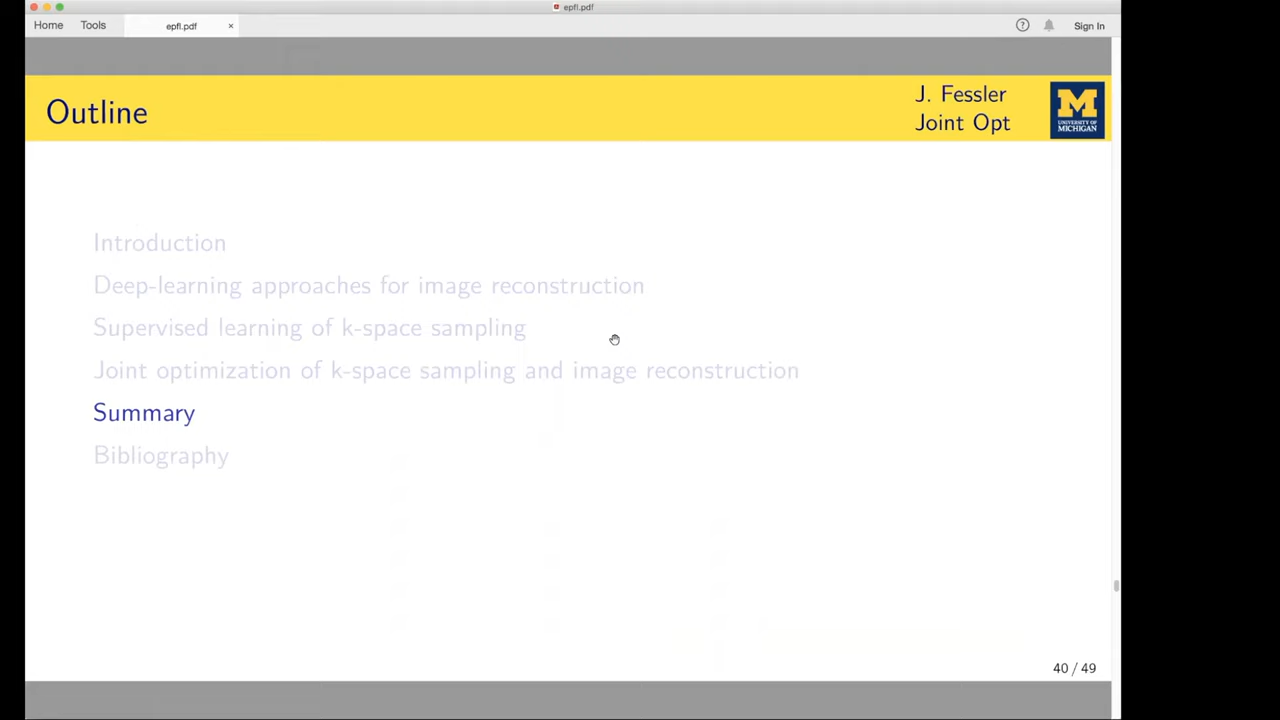 epfl.pdf
Home Tools epfl.pdf × ? Sign In
Outline
J. Fessler
Joint Opt
M
UNIVERSITY OF
MICHIGAN
Introduction
Deep-learning approaches for image reconstruction
Supervised learning of k-space sampling
Joint optimization of k-space sampling and image reconstruction
Summary
Bibliography
40 / 49